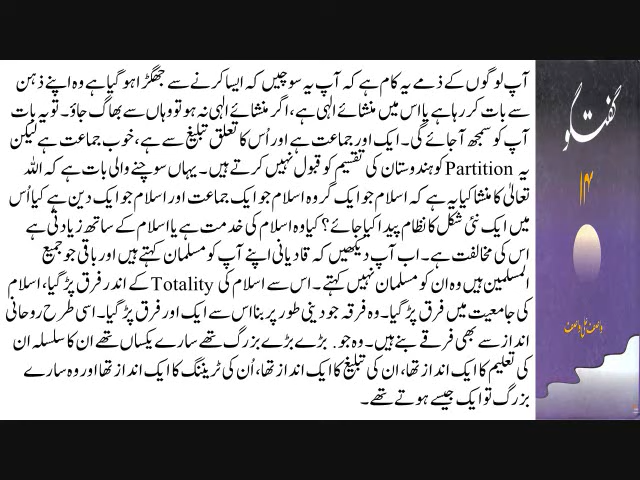 آپ لوگوں کے ذمے یہ کام ہے کہ آپ یہ سوچیں کہ ایسا کرنے سے جھگڑا ہو گیا ہے وہ اپنے ذہن
سے بات کر رہا ہے یا اس میں منشائے الٰہی ہے، اگر منشائے الٰہی نہ ہو تو وہاں سے بھاگ جاؤ۔ تو یہ بات
آپ کو سمجھ آ جائے گی۔ ایک اور جماعت ہے اور اُس کا تعلق تبلیغ سے ہے، خوب جماعت ہے لیکن
یہ Partition کو ہندوستان کی تقسیم کو قبول نہیں کرتے ہیں۔ یہاں سوچنے والی بات ہے کہ اللہ
تعالیٰ کا منشا کیا یہ ہے کہ اسلام جو ایک گروہ اسلام جو ایک جماعت اور اسلام جو ایک دین ہے کیا اُس
میں ایک نئی شکل کا نظام پیدا کیا جائے؟ کیا وہ اسلام کی خدمت ہے یا اسلام کے ساتھ زیادتی ہے
اس کی مخالفت ہے۔ اب آپ دیکھیں کہ قادیانی اپنے آپ کو مسلمان کہتے ہیں اور باقی جو جمیع
المسلمین ہیں وہ ان کو مسلمان نہیں کہتے۔ اس سے اسلام کی Totality کے اندر فرق پڑ گیا، اسلام
کی جامعیت میں فرق پڑ گیا۔ وہ فرقہ جو دینی طور پر بنا اس سے ایک اور فرق پڑ گیا۔ اسی طرح روحانی
انداز سے بھی فرقے بنے ہیں۔ وہ جو۔ بڑے بڑے بزرگ تھے سارے یکساں تھے ان کا سلسلہ ان
کی تعلیم کا ایک انداز تھا، ان کی تبلیغ کا ایک انداز تھا، اُن کی ٹریننگ کا ایک انداز تھا اور وہ سارے
بزرگ تو ایک جیسے ہوتے تھے۔
گفتگو
۱۴
واصف علی واصف